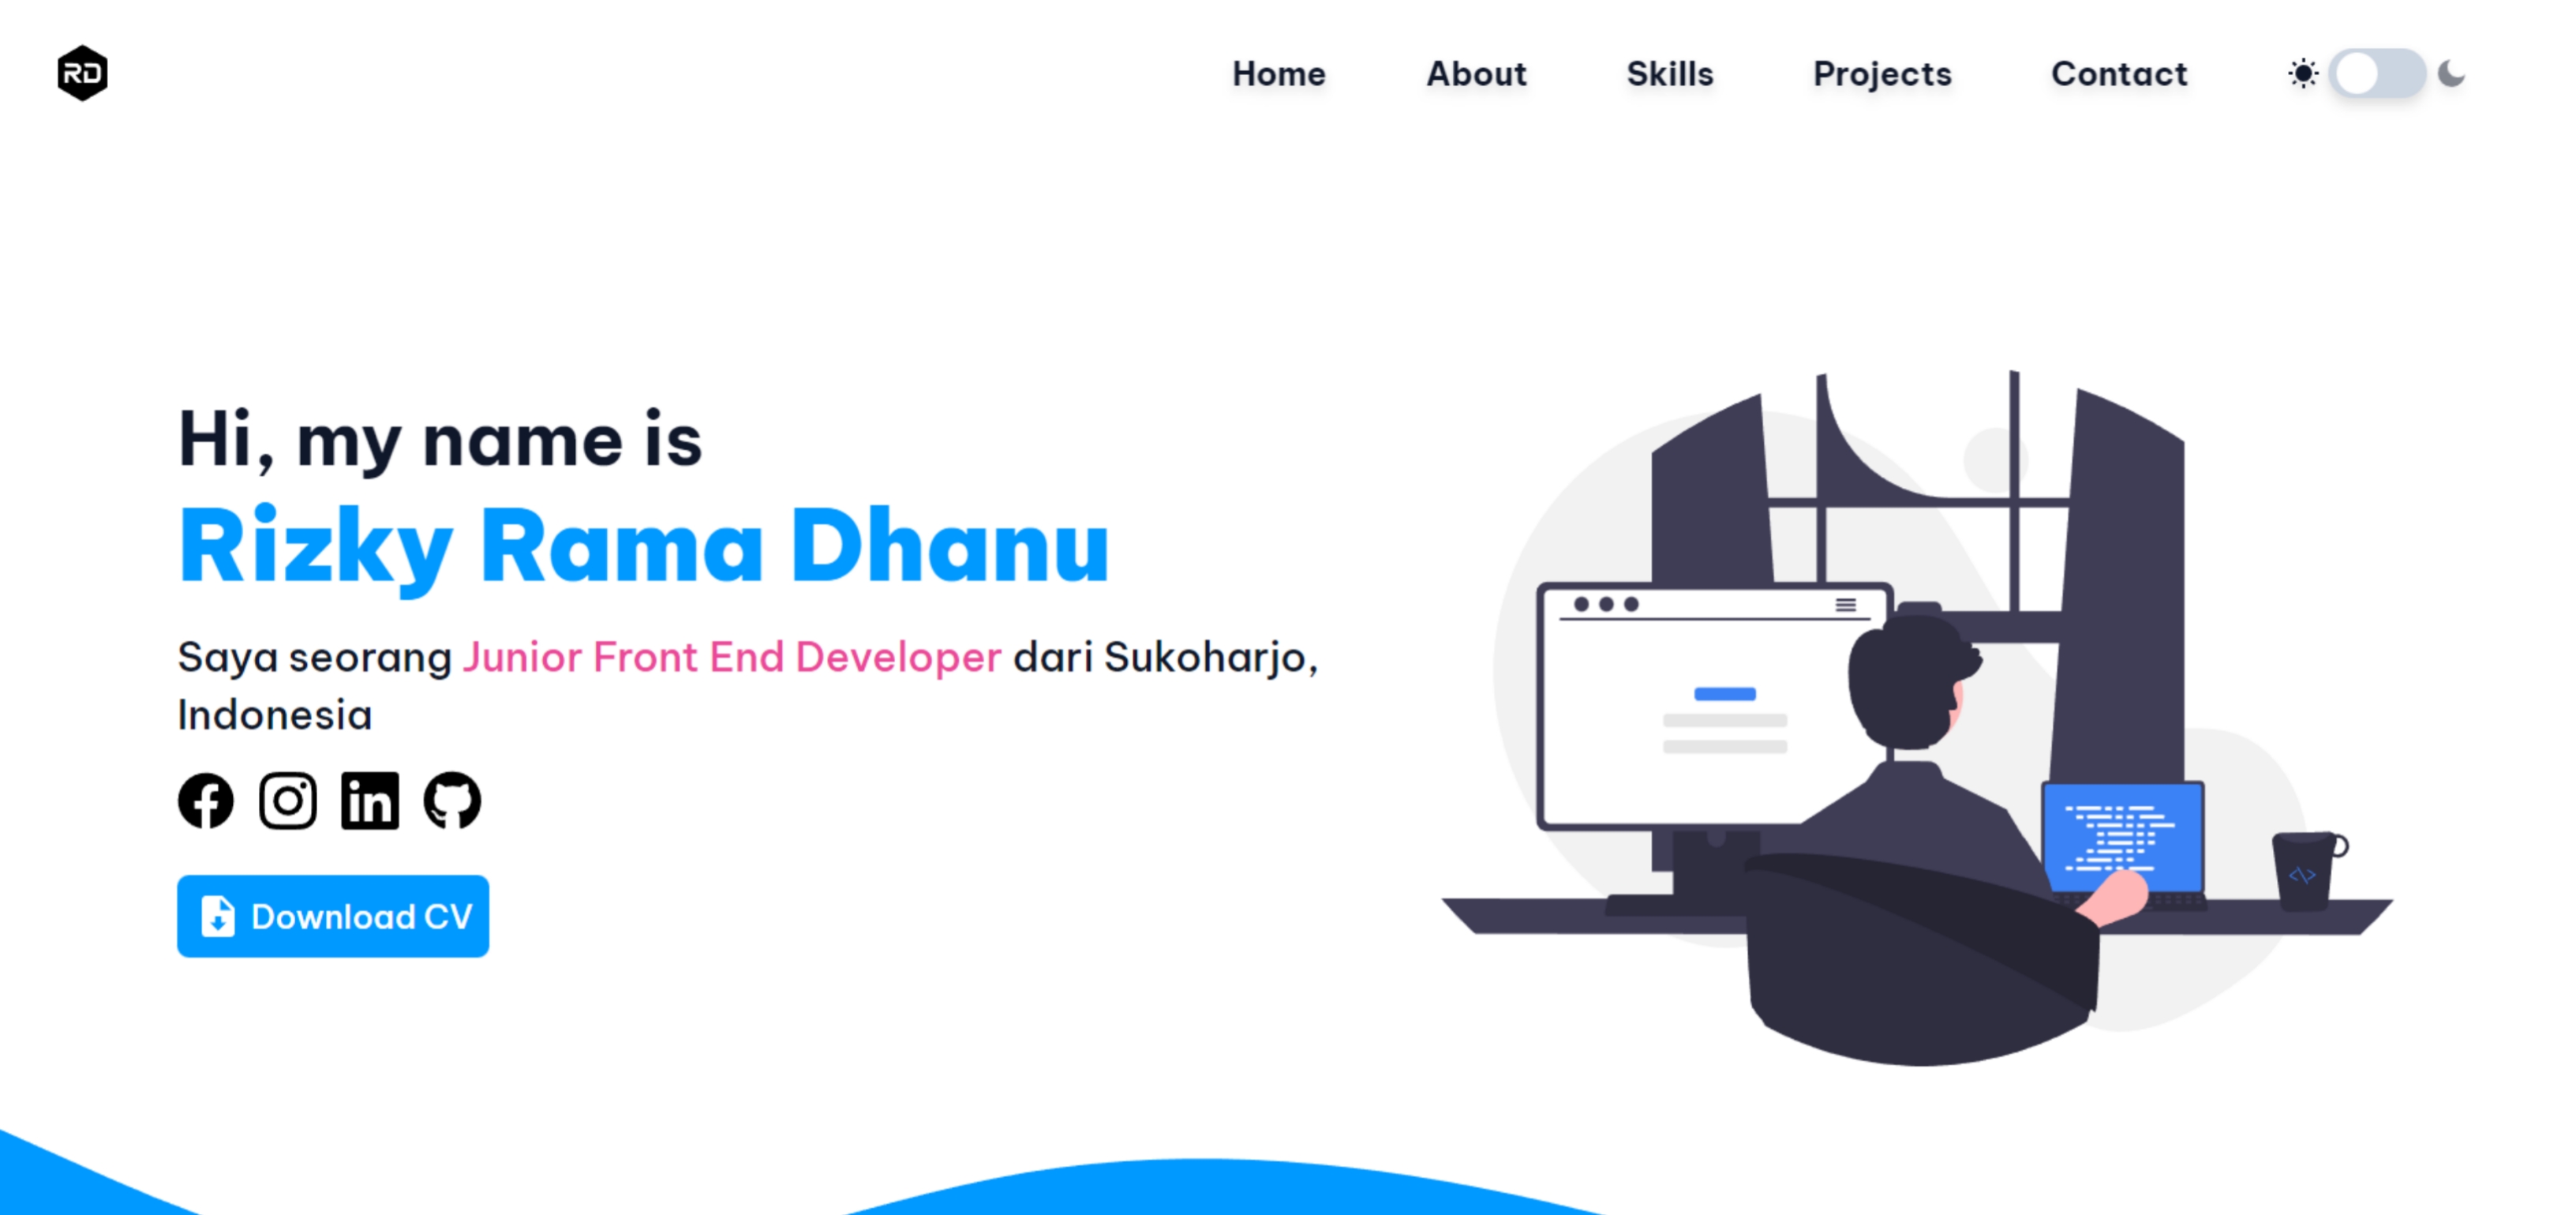 RD
Home About Skills Projects Contact
Hi, my name is
Rizky Rama Dhanu
Saya seorang Junior Front End Developer dari Sukoharjo,
Indonesia
in
Download CV
</>